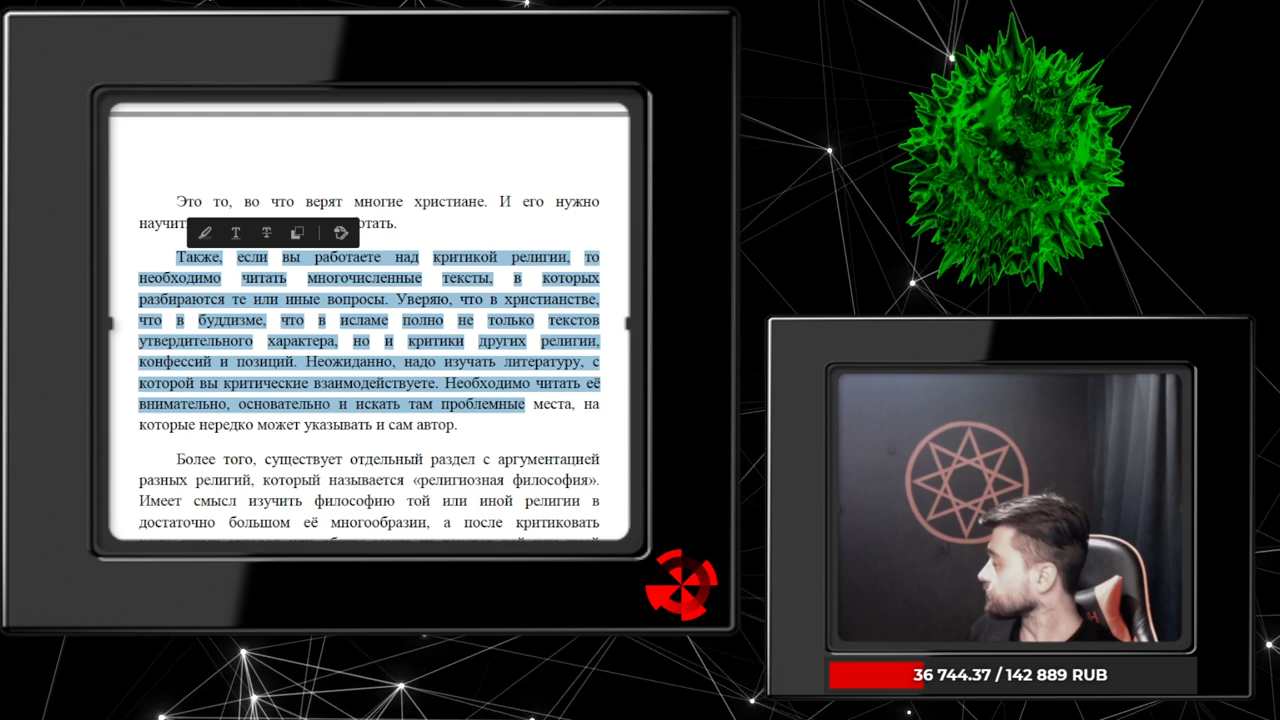 Это то, во что верят многие христиане. И его нужно
научит отать.
Также, если вы работаете над критикой религии, то
необходимо читать многочисленные тексты, в которых
разбираются те или иные вопросы. Уверяю, что в христианстве,
что в буддизме, что в исламе полно не только текстов
утвердительного характера, но и критики других религии,
конфессий и позиций. Неожиданно, надо изучать литературу, с
которой вы критические взаимодействуете. Необходимо читать её
внимательно, основательно и искать там проблемные места, на
которые нередко может указывать и сам автор.
Более того, существует отдельный раздел с аргументацией
разных религий, который называется «религиозная философия».
Имеет смысл изучить философию той или иной религии в
достаточно большом её многообразии, а после критиковать
36 744.37 / 142 889 RUB